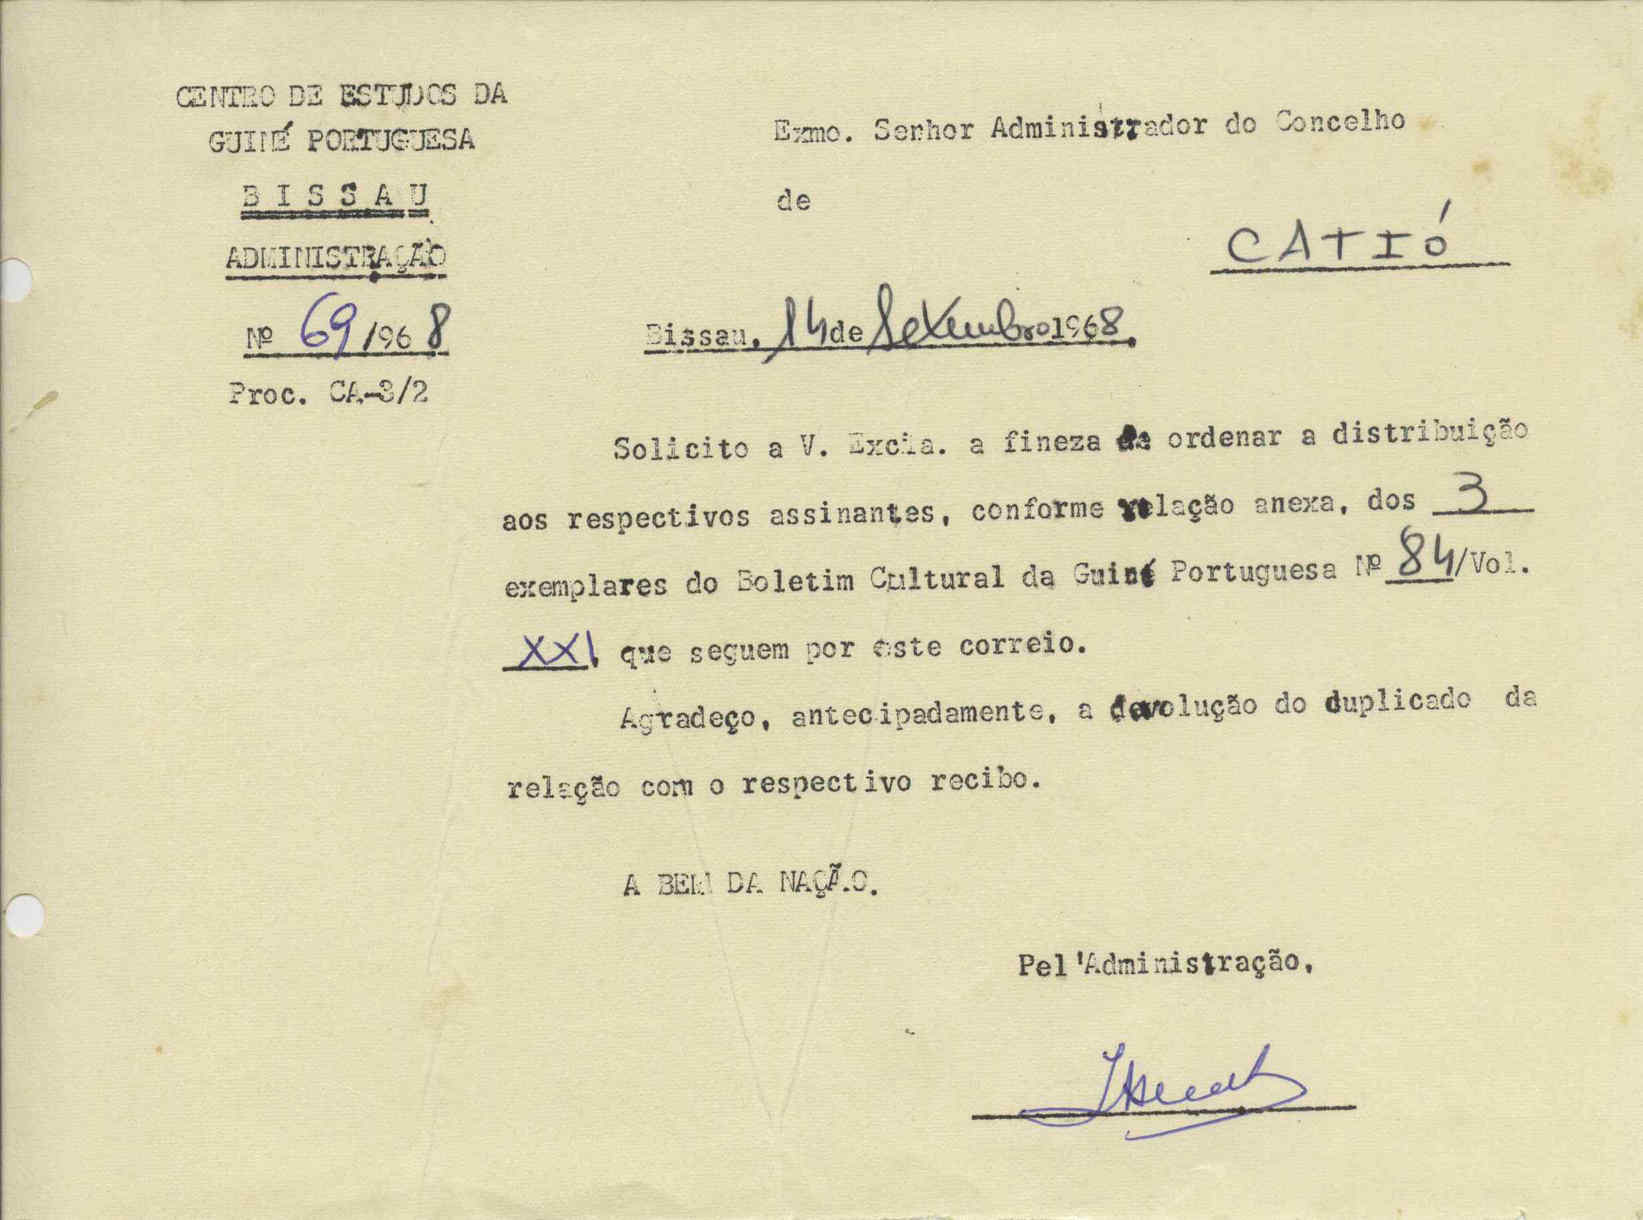 CENTRO DE ESTUDOS DA
GUINÉ PORTUGUESA
B I S S A U
ADMINISTRAÇÃO
Nº 69/968
Proc. CA-3/2
Exmo. Senhor Administrador do Concelho
de
CATIÓ
Bissau, 14 de Setembro 1968.
Solicito a V. Excia. a fineza de ordenar a distribuição
aos respectivos assinantes, conforme relação anexa, dos 3
exemplares do Boletim Cultural da Guiné Portuguesa Nº 84/Vol.
XXI, que seguem por este correio.
Agradeço, antecipadamente, a devolução do duplicado da
relação com o respectivo recibo.
A BEM DA NAÇÃO.
Pel'Administração,